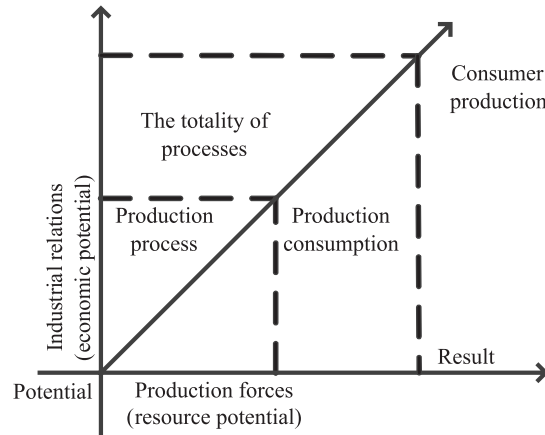 Consumer
production
The totality of
processes
Production
process
Production
consumption
Industrial relations
(economic potential)
Result
Potential
Production forces
(resource potential)